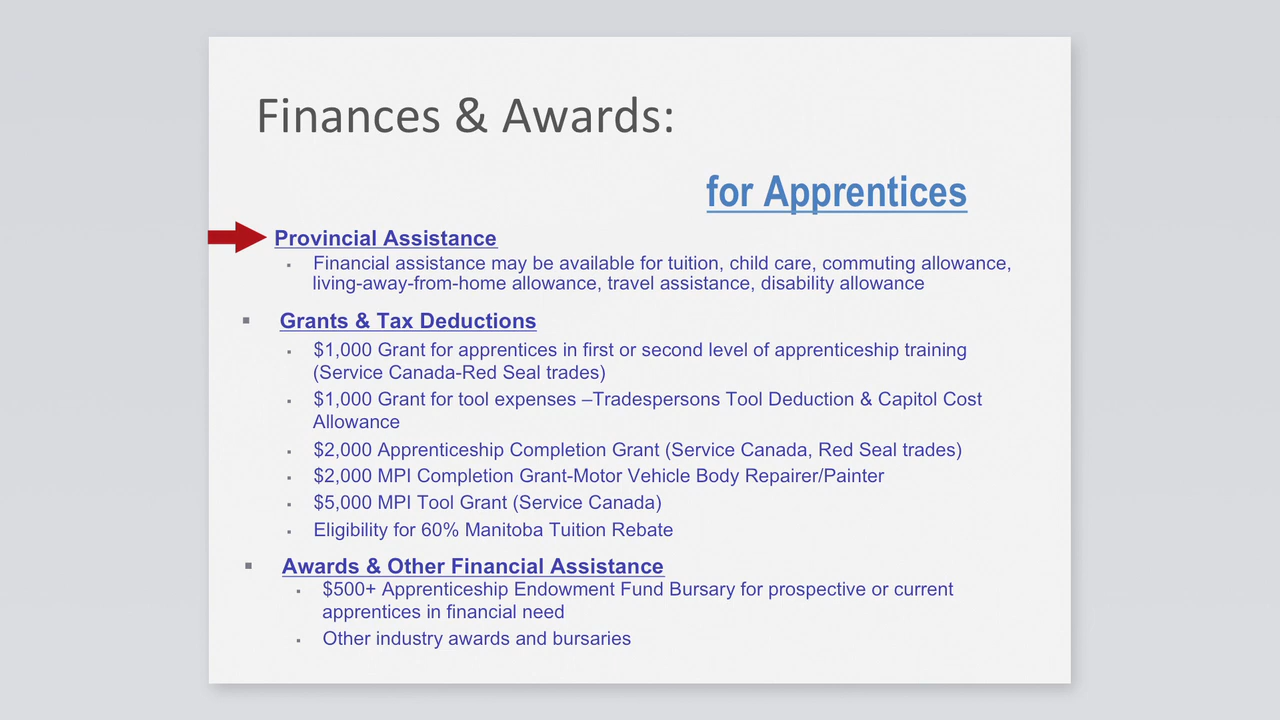 Finances & Awards:
for Apprentices
Provincial Assistance
Financial assistance may be available for tuition, child care, commuting allowance,
living-away-from-home allowance, travel assistance, disability allowance
Grants & Tax Deductions
$1,000 Grant for apprentices in first or second level of apprenticeship training
(Service Canada-Red Seal trades)
$1,000 Grant for tool expenses –Tradespersons Tool Deduction & Capitol Cost
Allowance
$2,000 Apprenticeship Completion Grant (Service Canada, Red Seal trades)
$2,000 MPI Completion Grant-Motor Vehicle Body Repairer/Painter
$5,000 MPI Tool Grant (Service Canada)
Eligibility for 60% Manitoba Tuition Rebate
Awards & Other Financial Assistance
$500+ Apprenticeship Endowment Fund Bursary for prospective or current
apprentices in financial need
Other industry awards and bursaries